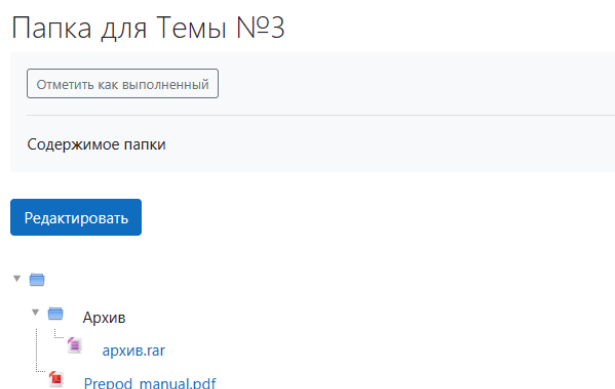 Папка для Темы №3
Отметить как выполненный
Содержимое папки
Редактировать
Архив
архив.rar
Prepod_manual.pdf